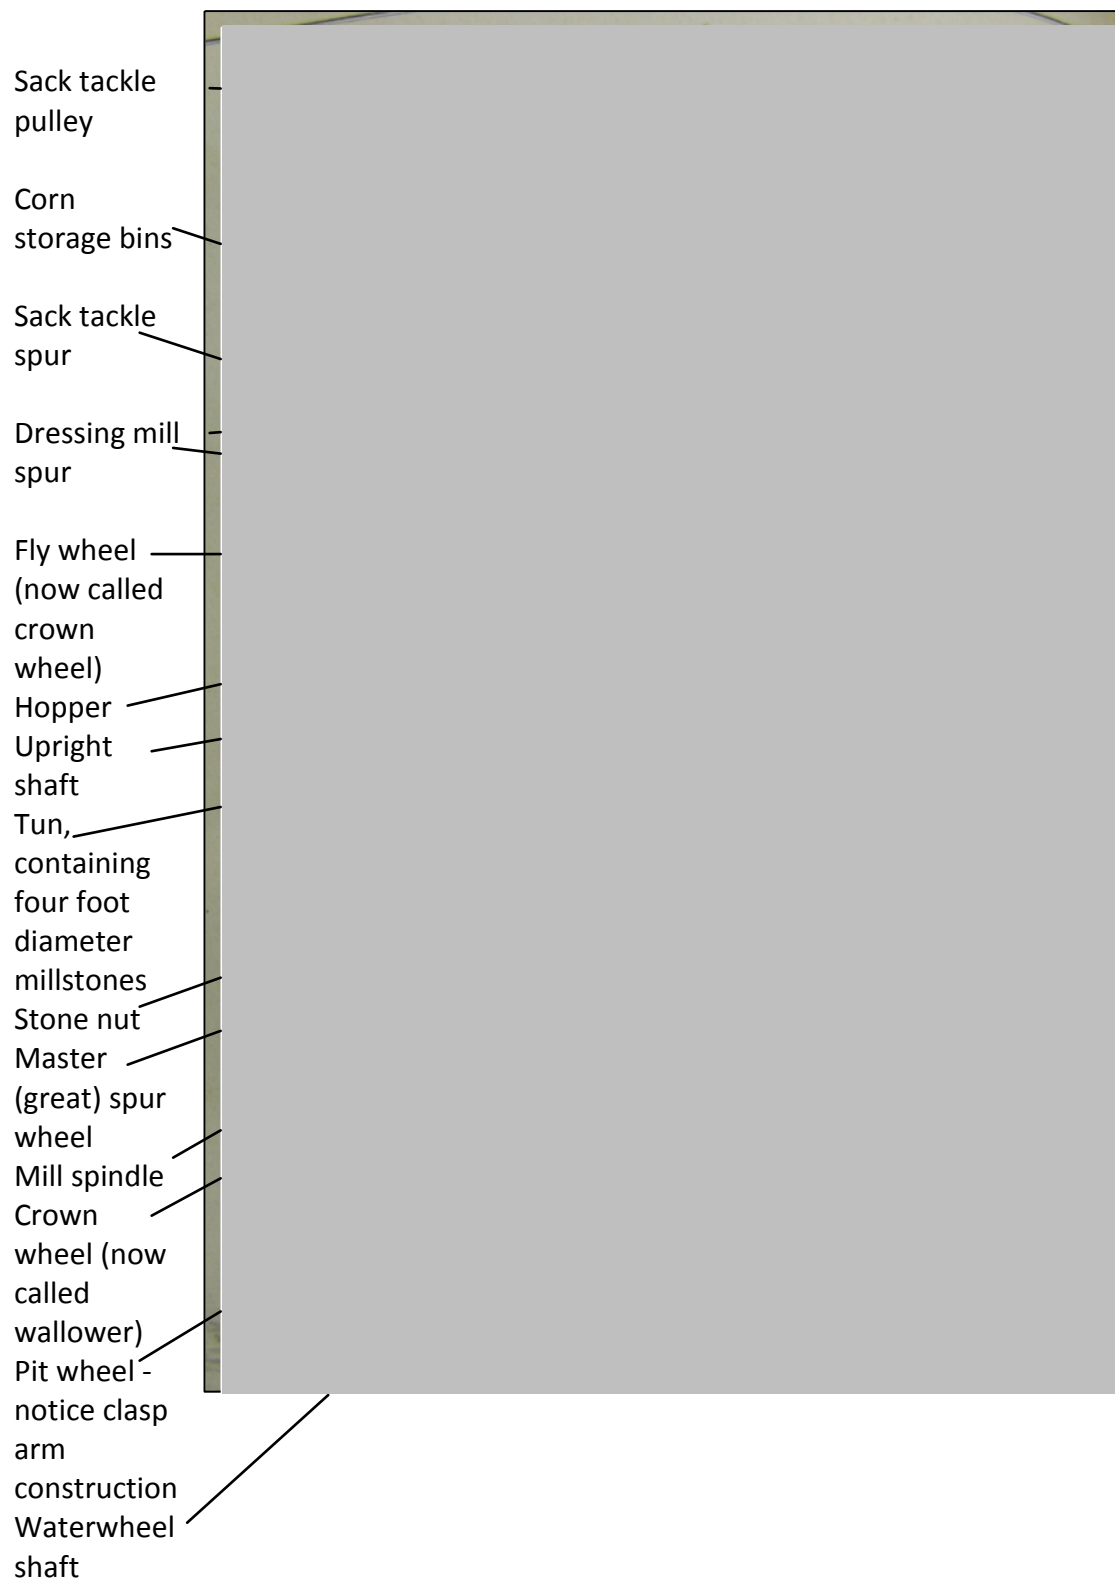 Sack tackle
pulley
Corn
storage bins
Sack tackle
spur
Dressing mill
spur
Fly wheel
(now called
crown
wheel)
Hopper
Upright
shaft
Tun,
containing
four foot
diameter
millstones
Stone nut
Master
(great) spur
wheel
Mill spindle
Crown
wheel (now
called
wallower)
Pit wheel -
notice clasp
arm
construction
Waterwheel
shaft